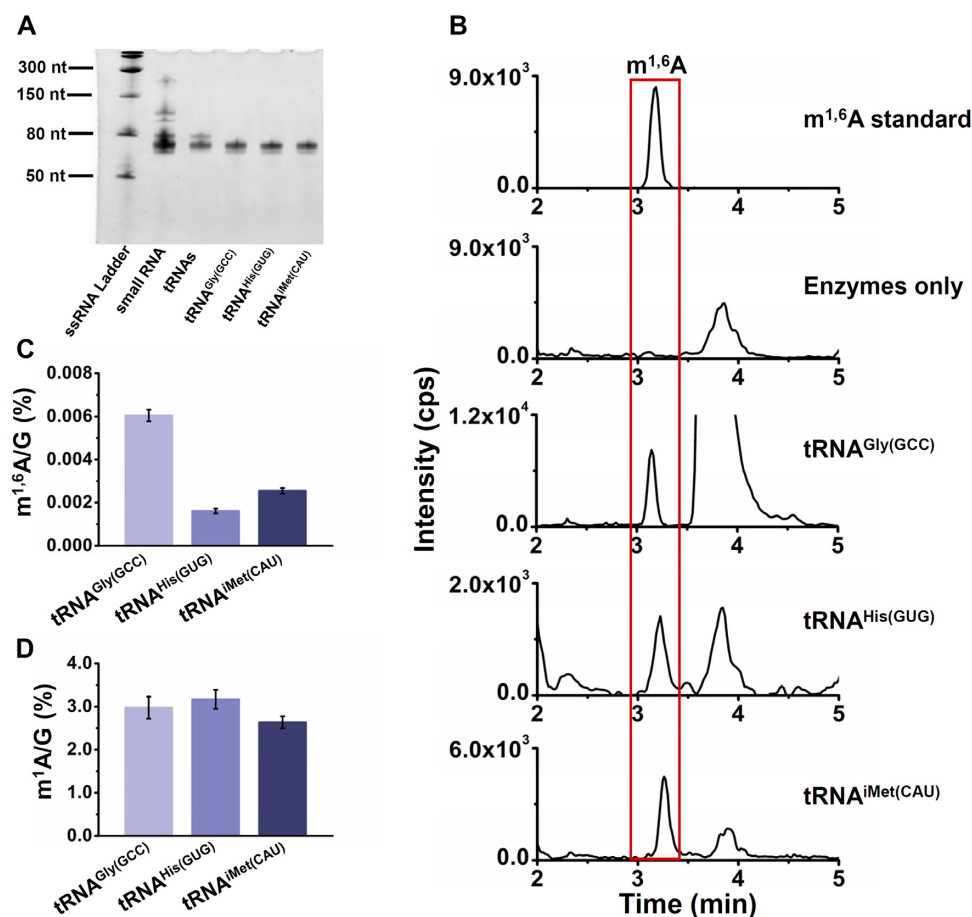 A
300 nt
150 nt
80 nt
50 nt
ssRNA Ladder
small RNA
tRNAs
tRNAGly(GCC)
tRNAHis(GUG)
tRNAiMet(CAU)
B
m1,6A
9.0x10³
0.0
2 3 4 5
m1,6A standard
9.0x10³
0.0
2 3 4 5
Enzymes only
1.2x10⁴
0.0
2 3 4 5
tRNAGly(GCC)
2.0x10³
0.0
2 3 4 5
tRNAHis(GUG)
6.0x10³
0.0
2 3 4 5
tRNAiMet(CAU)
Intensity (cps)
Time (min)
C
m1,6A/G (%)
0.008
0.006
0.004
0.002
0.000
tRNAGly(GCC)
tRNAHis(GUG)
tRNAiMet(CAU)
D
m1A/G (%)
4.0
3.0
2.0
1.0
0.0
tRNAGly(GCC)
tRNAHis(GUG)
tRNAiMet(CAU)